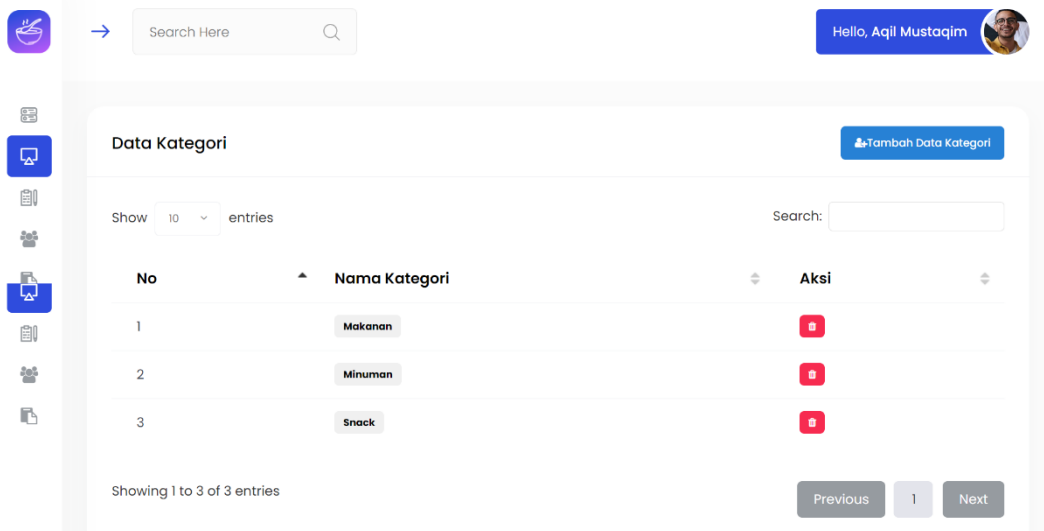 Search Here
Hello, Aqil Mustaqim
Data Kategori
Tambah Data Kategori
Show 10 entries
Search:
No Nama Kategori Aksi
1 Makanan
2 Minuman
3 Snack
Showing 1 to 3 of 3 entries
Previous 1 Next